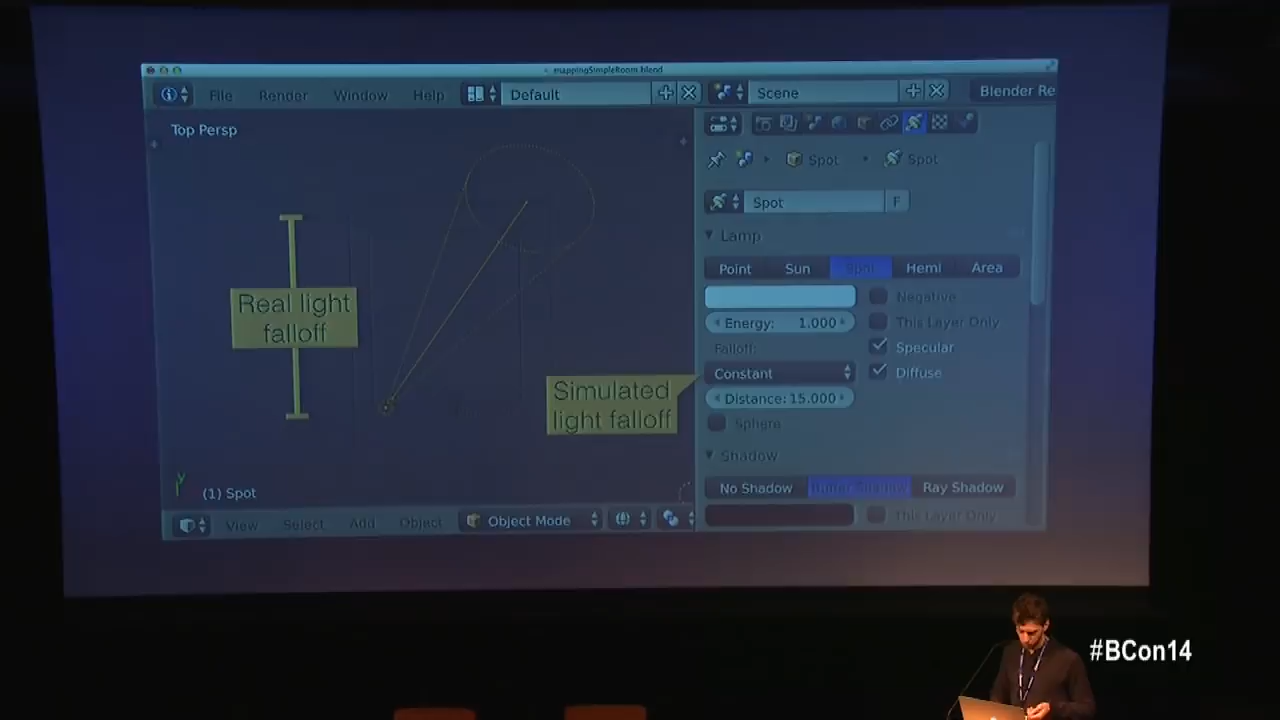 mappingSimpleRoom.blend
File Render Window Help Default Scene Blender Re
Top Persp
Spot Spot
Spot F
Lamp
Point Sun Spot Hemi Area
Negative
Energy: 1.000 This Layer Only
Falloff: Specular
Constant Diffuse
Distance: 15.000
Sphere
Shadow
No Shadow Buffer Shadow Ray Shadow
This Layer Only
Real light
falloff
Simulated
light falloff
Y
(1) Spot
View Select Add Object Object Mode
#BCon14